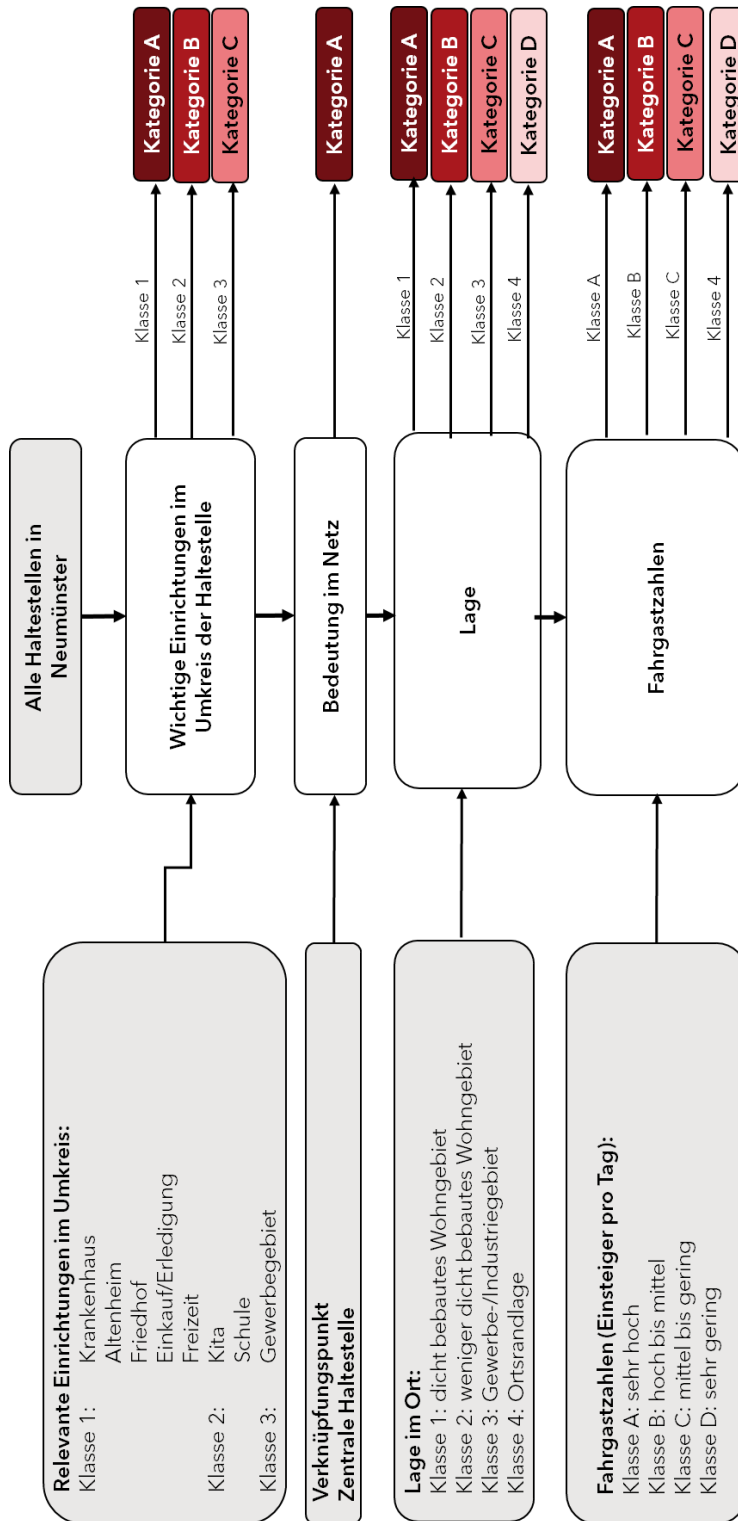 Alle Haltestellen in
Neumünster
Relevante Einrichtungen im Umkreis:
Klasse 1: Krankenhaus
Altenheim
Friedhof
Einkauf/Erledigung
Freizeit
Klasse 2: Kita
Schule
Klasse 3: Gewerbegebiet
Wichtige Einrichtungen im
Umkreis der Haltestelle
Klasse 1
Kategorie A
Klasse 2
Kategorie B
Klasse 3
Kategorie C
Verknüpfungspunkt
Zentrale Haltestelle
Bedeutung im Netz
Kategorie A
Lage im Ort:
Klasse 1: dicht bebautes Wohngebiet
Klasse 2: weniger dicht bebautes Wohngebiet
Klasse 3: Gewerbe-/Industriegebiet
Klasse 4: Ortsrandlage
Lage
Klasse 1
Kategorie A
Klasse 2
Kategorie B
Klasse 3
Kategorie C
Klasse 4
Kategorie D
Fahrgastzahlen (Einsteiger pro Tag):
Klasse A: sehr hoch
Klasse B: hoch bis mittel
Klasse C: mittel bis gering
Klasse D: sehr gering
Fahrgastzahlen
Klasse A
Kategorie A
Klasse B
Kategorie B
Klasse C
Kategorie C
Klasse 4
Kategorie D